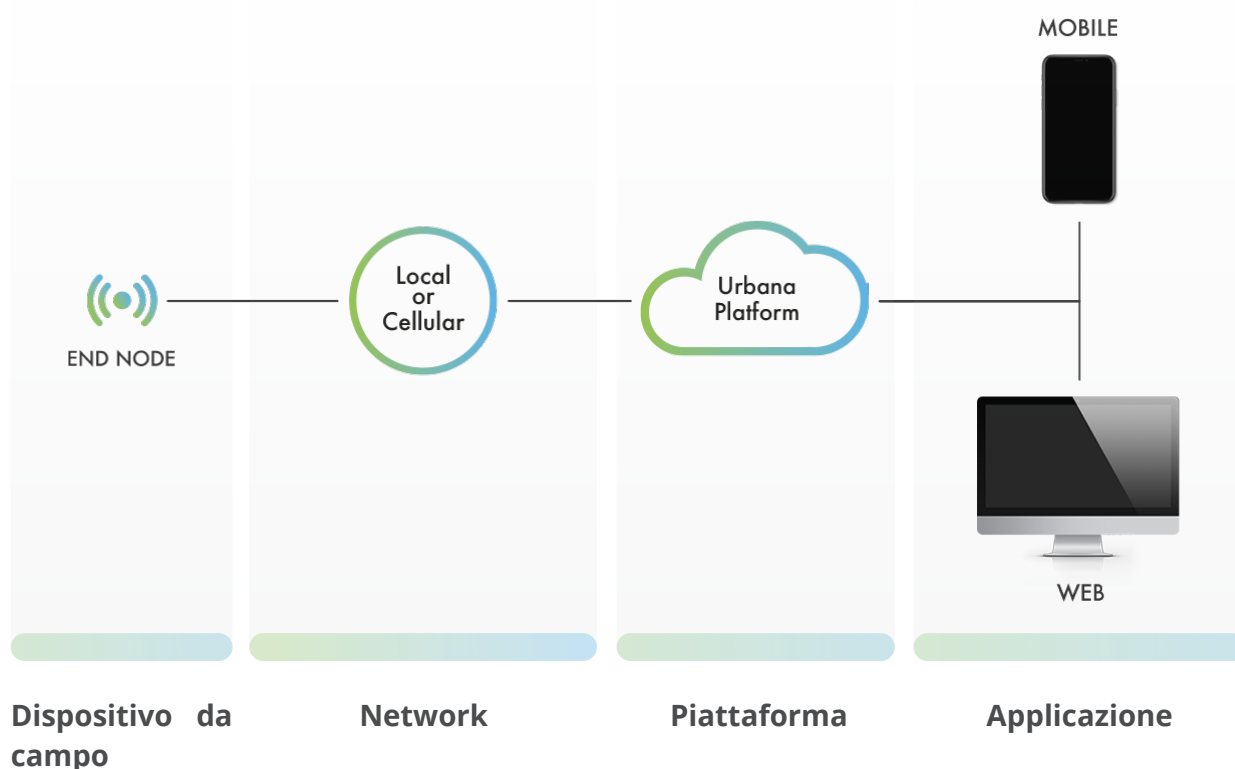 MOBILE
Local
or
Cellular
Urbana
Platform
END NODE
WEB
Dispositivo da
campo
Network
Piattaforma
Applicazione